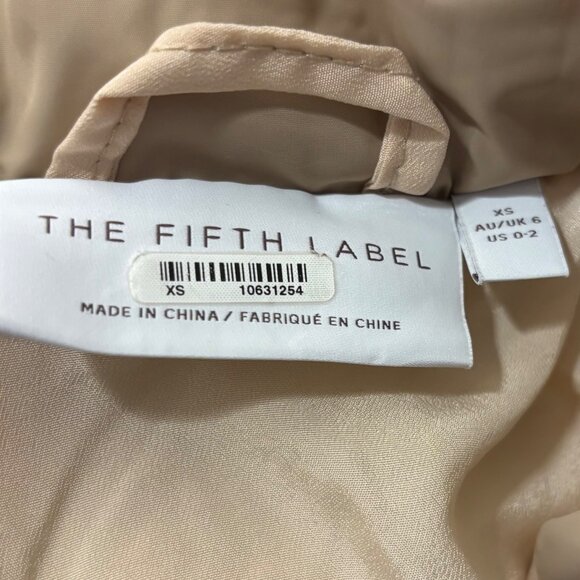 THE FIFTH LABEL
XS 10631254
MADE IN CHINA / FABRIQUÉ EN CHINE
XS
AU/UK 6
US 0-2